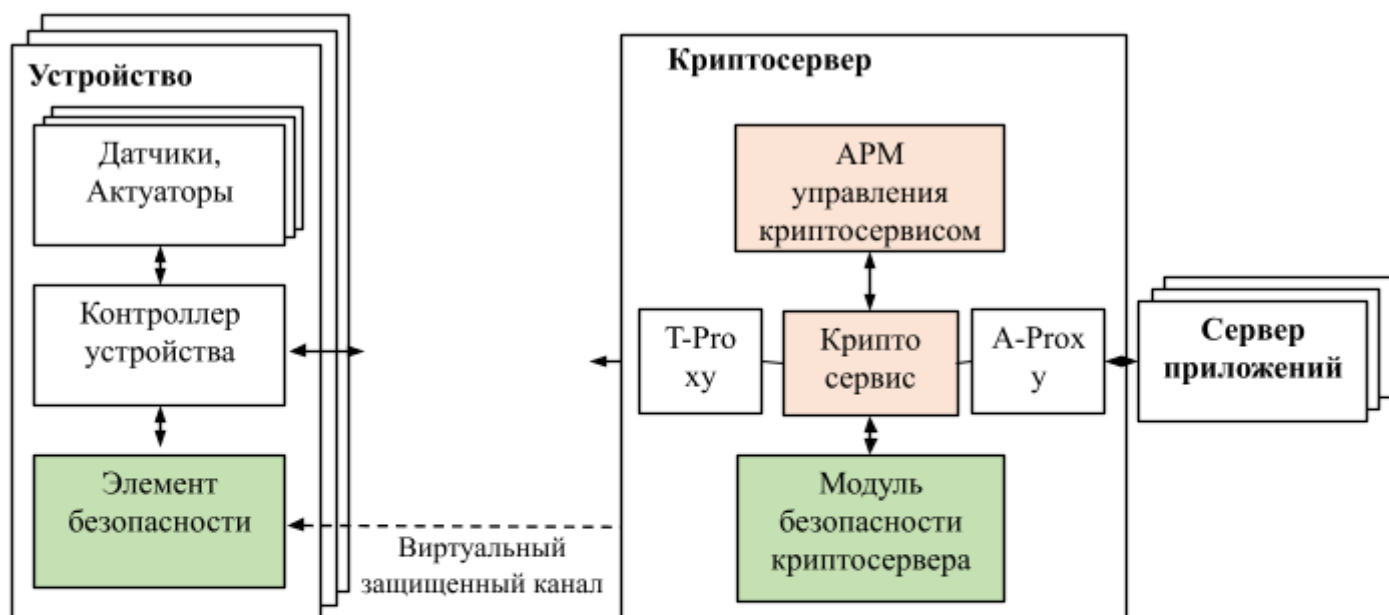 Устройство
Датчики,
Актуаторы
Контроллер
устройства
Элемент
безопасности
Виртуальный
защищенный канал
Криптосервер
АРМ
управления
криптосервисом
T-Pro
xy
Крипто
сервис
A-Prox
y
Модуль
безопасности
криптосервера
Сервер
приложений